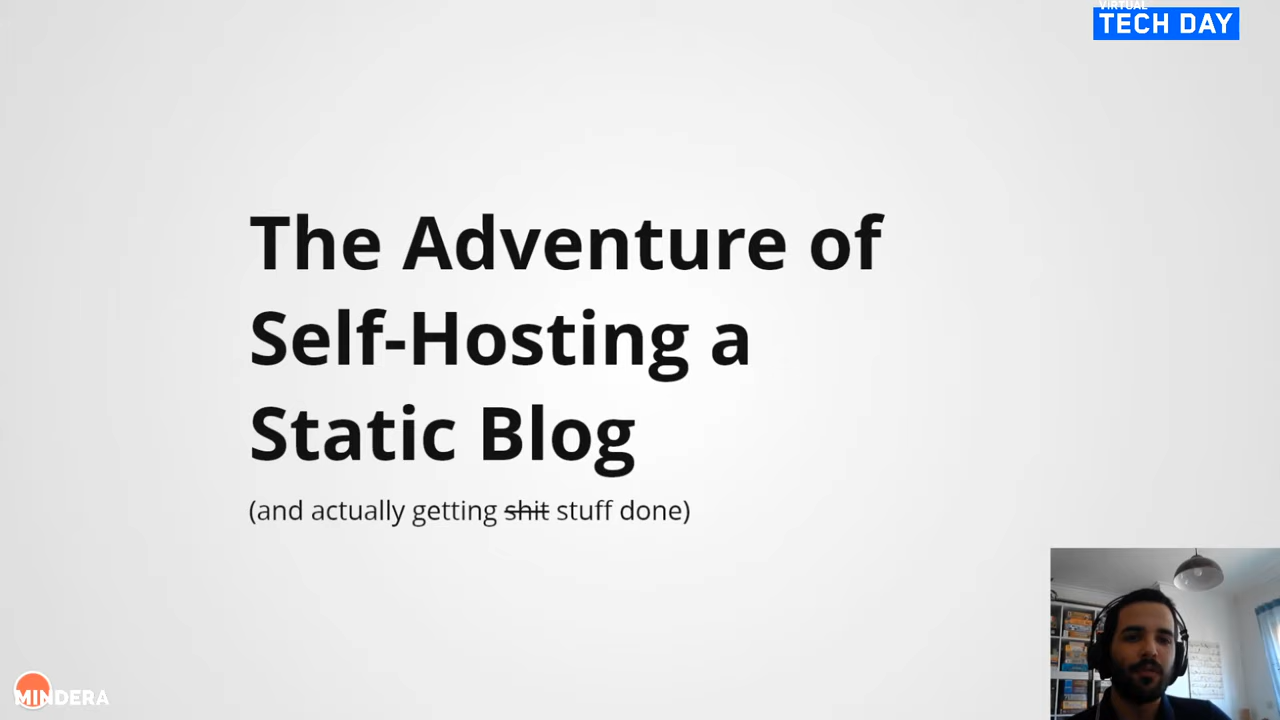 VIRTUAL
TECH DAY
The Adventure of
Self-Hosting a
Static Blog
(and actually getting shit stuff done)
MINDERA